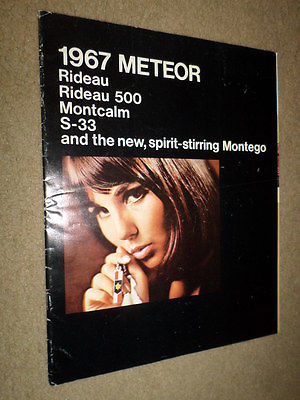 1967 METEOR
Rideau
Rideau 500
Montcalm
S-33
and the new, spirit-stirring Montego